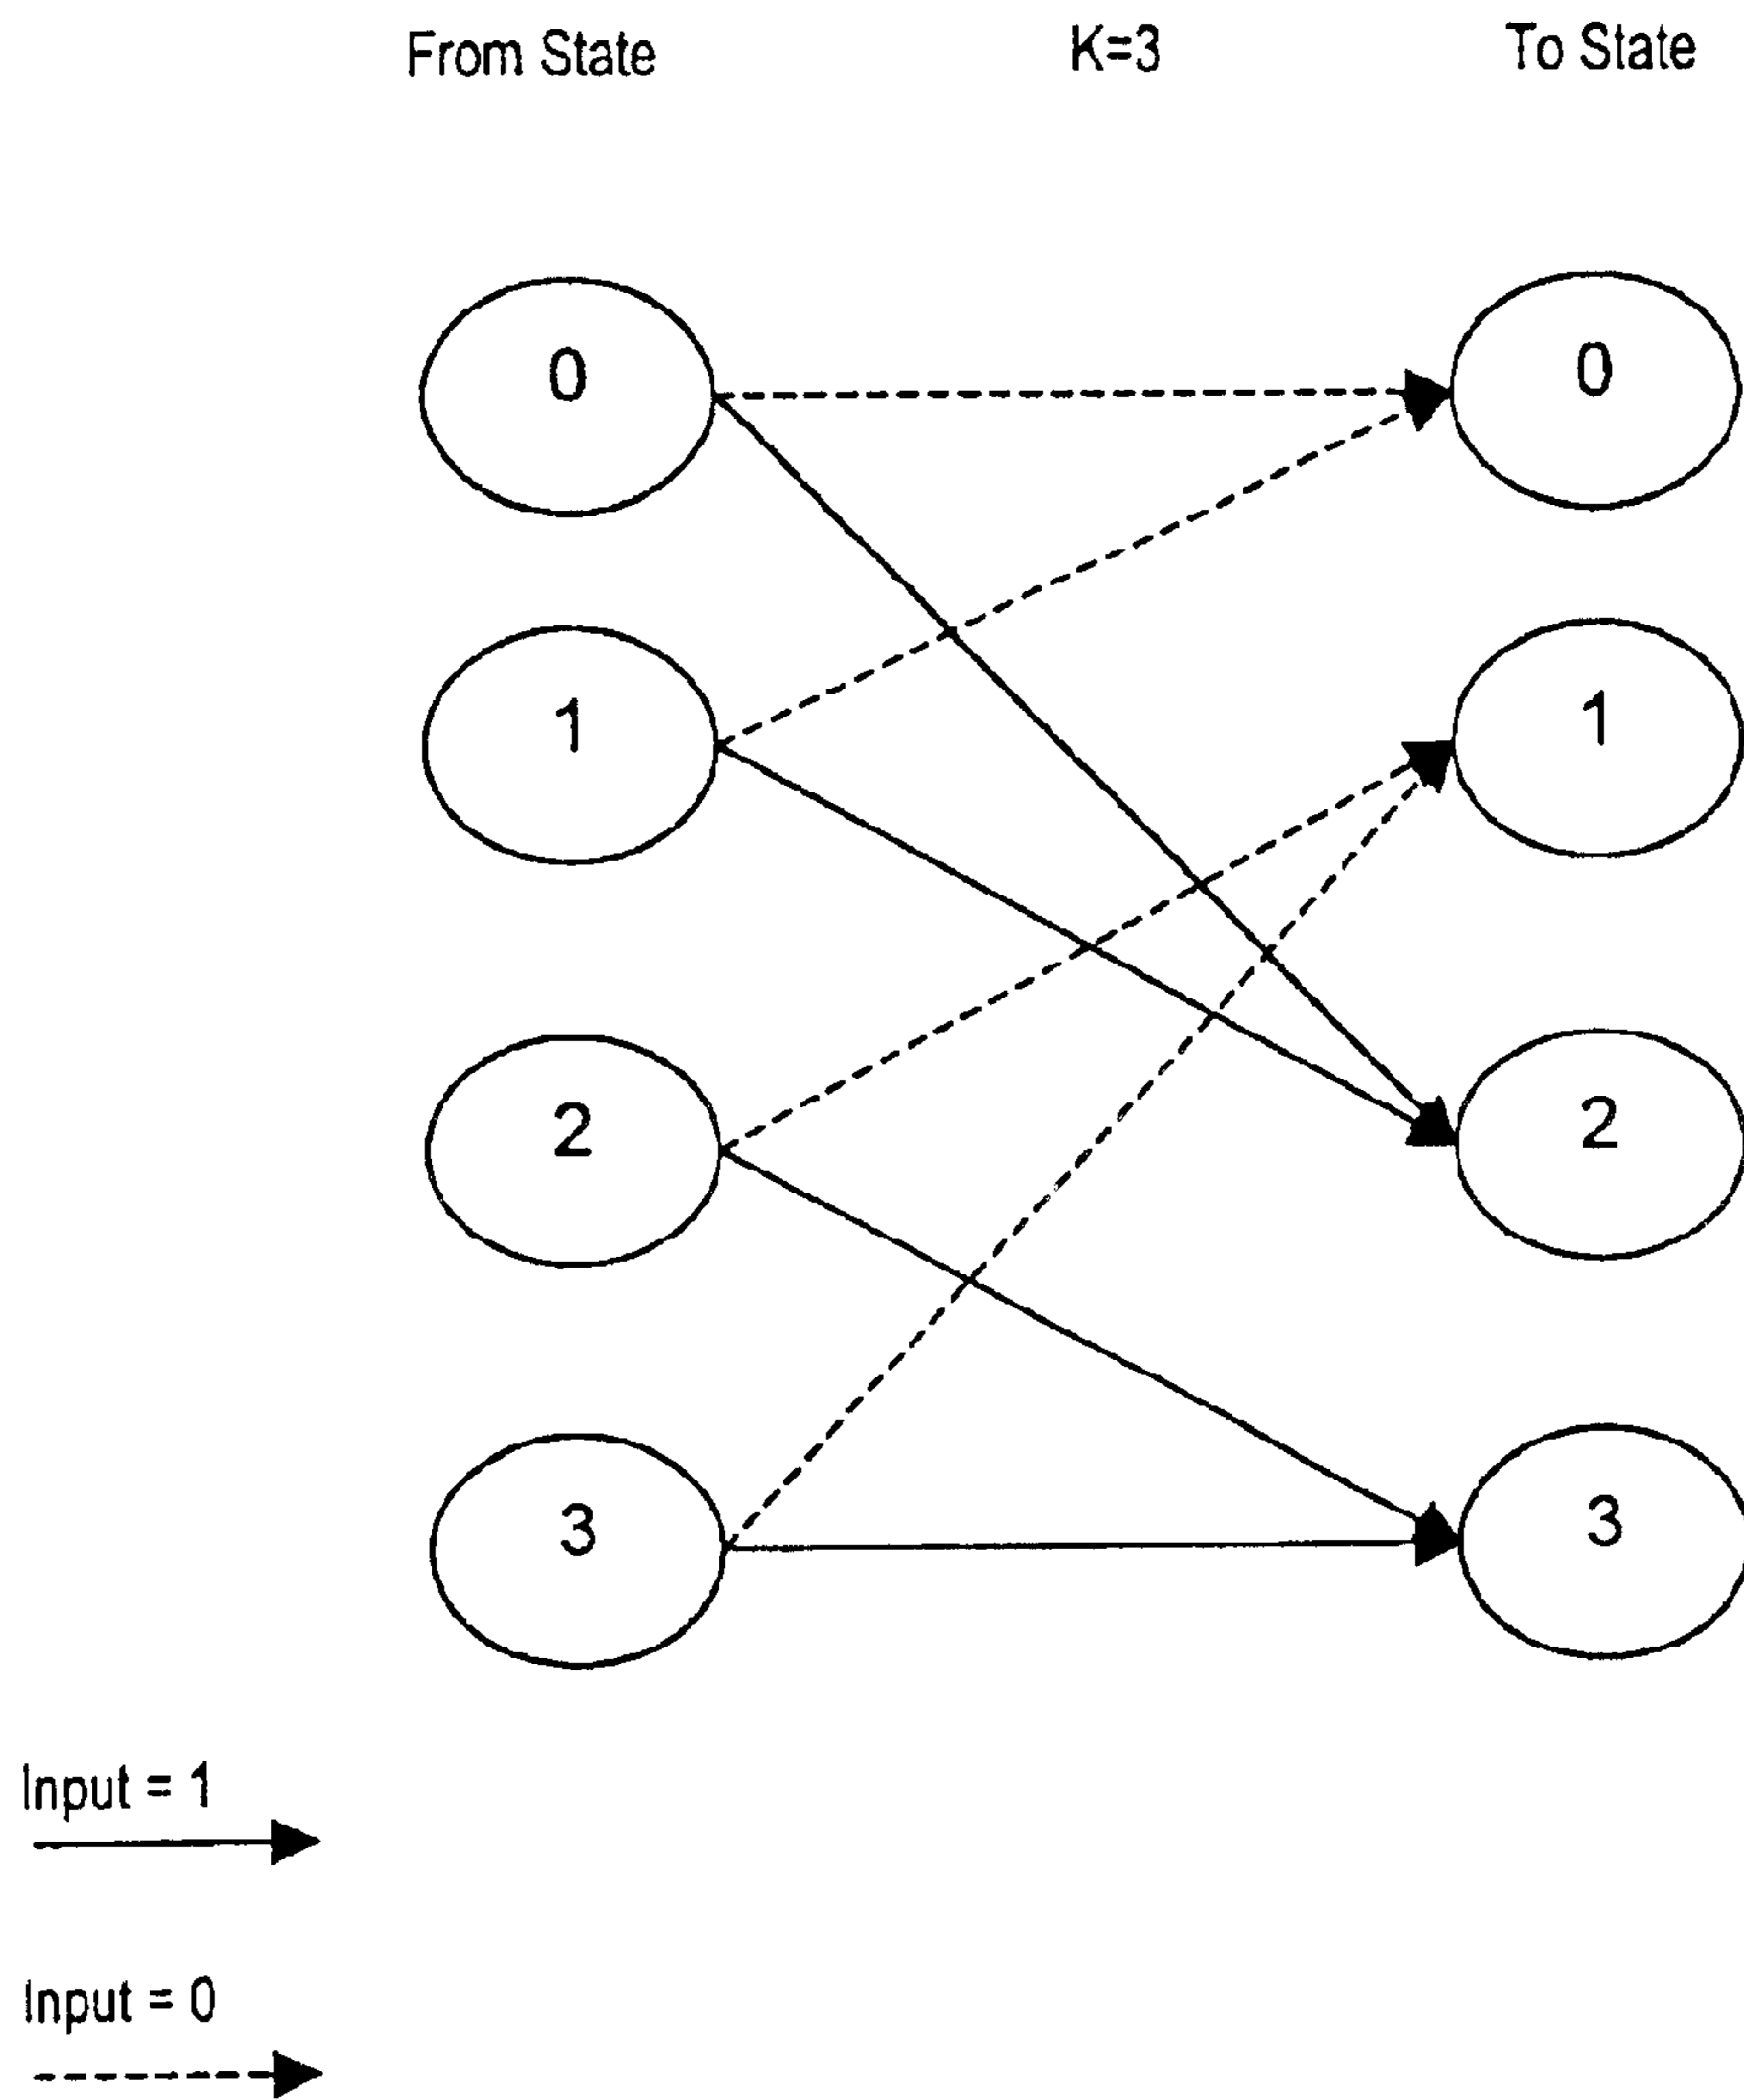 From State K=3 To State
0 0
1 1
2 2
3 3
Input = 1
Input = 0